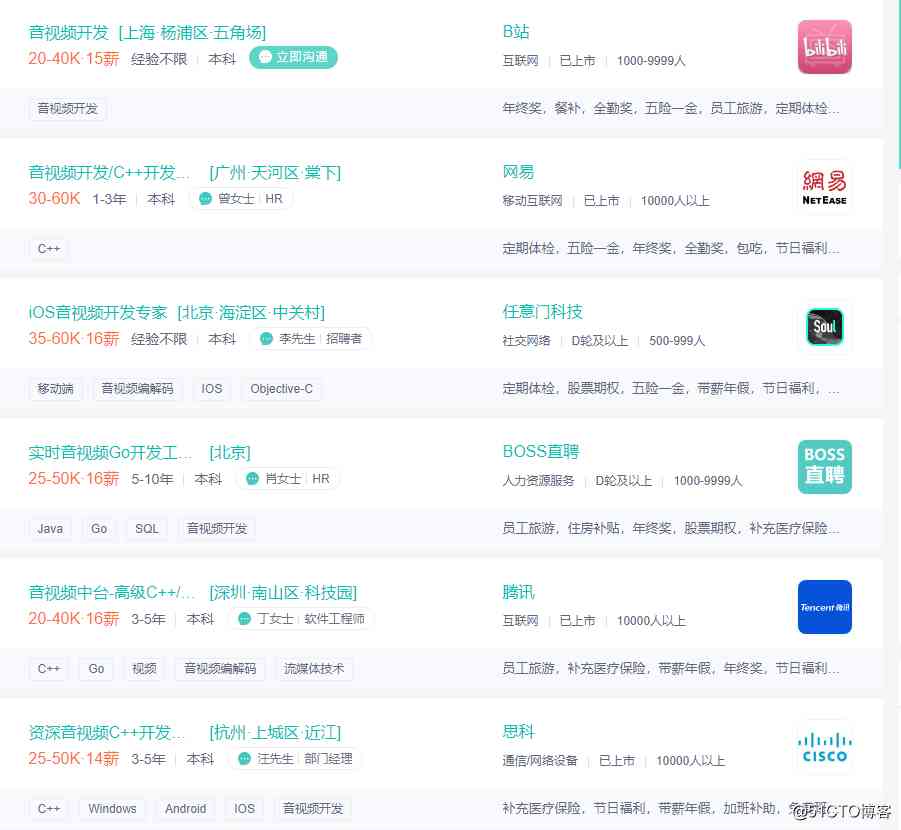 音视频开发 [上海·杨浦区·五角场]
20-40K·15薪 经验不限 本科 立即沟通
音视频开发
B站
互联网 已上市 1000-9999人
bilibili
年终奖，餐补，全勤奖，五险一金，员工旅游，定期体检...
音视频开发/C++开发... [广州·天河区·棠下]
30-60K 1-3年 本科 曾女士 HR
C++
网易
移动互联网 已上市 10000人以上
網易
NETEASE
定期体检，五险一金，年终奖，全勤奖，包吃，节日福利...
iOS音视频开发专家 [北京·海淀区·中关村]
35-60K·16薪 经验不限 本科 李先生 招聘者
移动端 音视频编解码 IOS Objective-C
任意门科技
社交网络 D轮及以上 500-999人
Soul
定期体检，股票期权，五险一金，带薪年假，节日福利，...
实时音视频Go开发工... [北京]
25-50K·16薪 5-10年 本科 肖女士 HR
Java Go SQL 音视频开发
BOSS直聘
人力资源服务 D轮及以上 1000-9999人
BOSS
直聘
员工旅游，住房补贴，年终奖，股票期权，补充医疗保险...
音视频中台-高级C++/... [深圳·南山区·科技园]
20-40K·16薪 3-5年 本科 丁女士 软件工程师
C++ Go 视频 音视频编解码 流媒体技术
腾讯
互联网 已上市 10000人以上
Tencent 腾讯
员工旅游，补充医疗保险，带薪年假，年终奖，节日福利...
资深音视频C++开发... [杭州·上城区·近江]
25-50K·14薪 3-5年 本科 汪先生 部门经理
C++ Windows Android IOS 音视频开发
思科
通信/网络设备 已上市 10000人以上
CISCO
补充医疗保险，节日福利，带薪年假，加班补助，
@51CTO博客